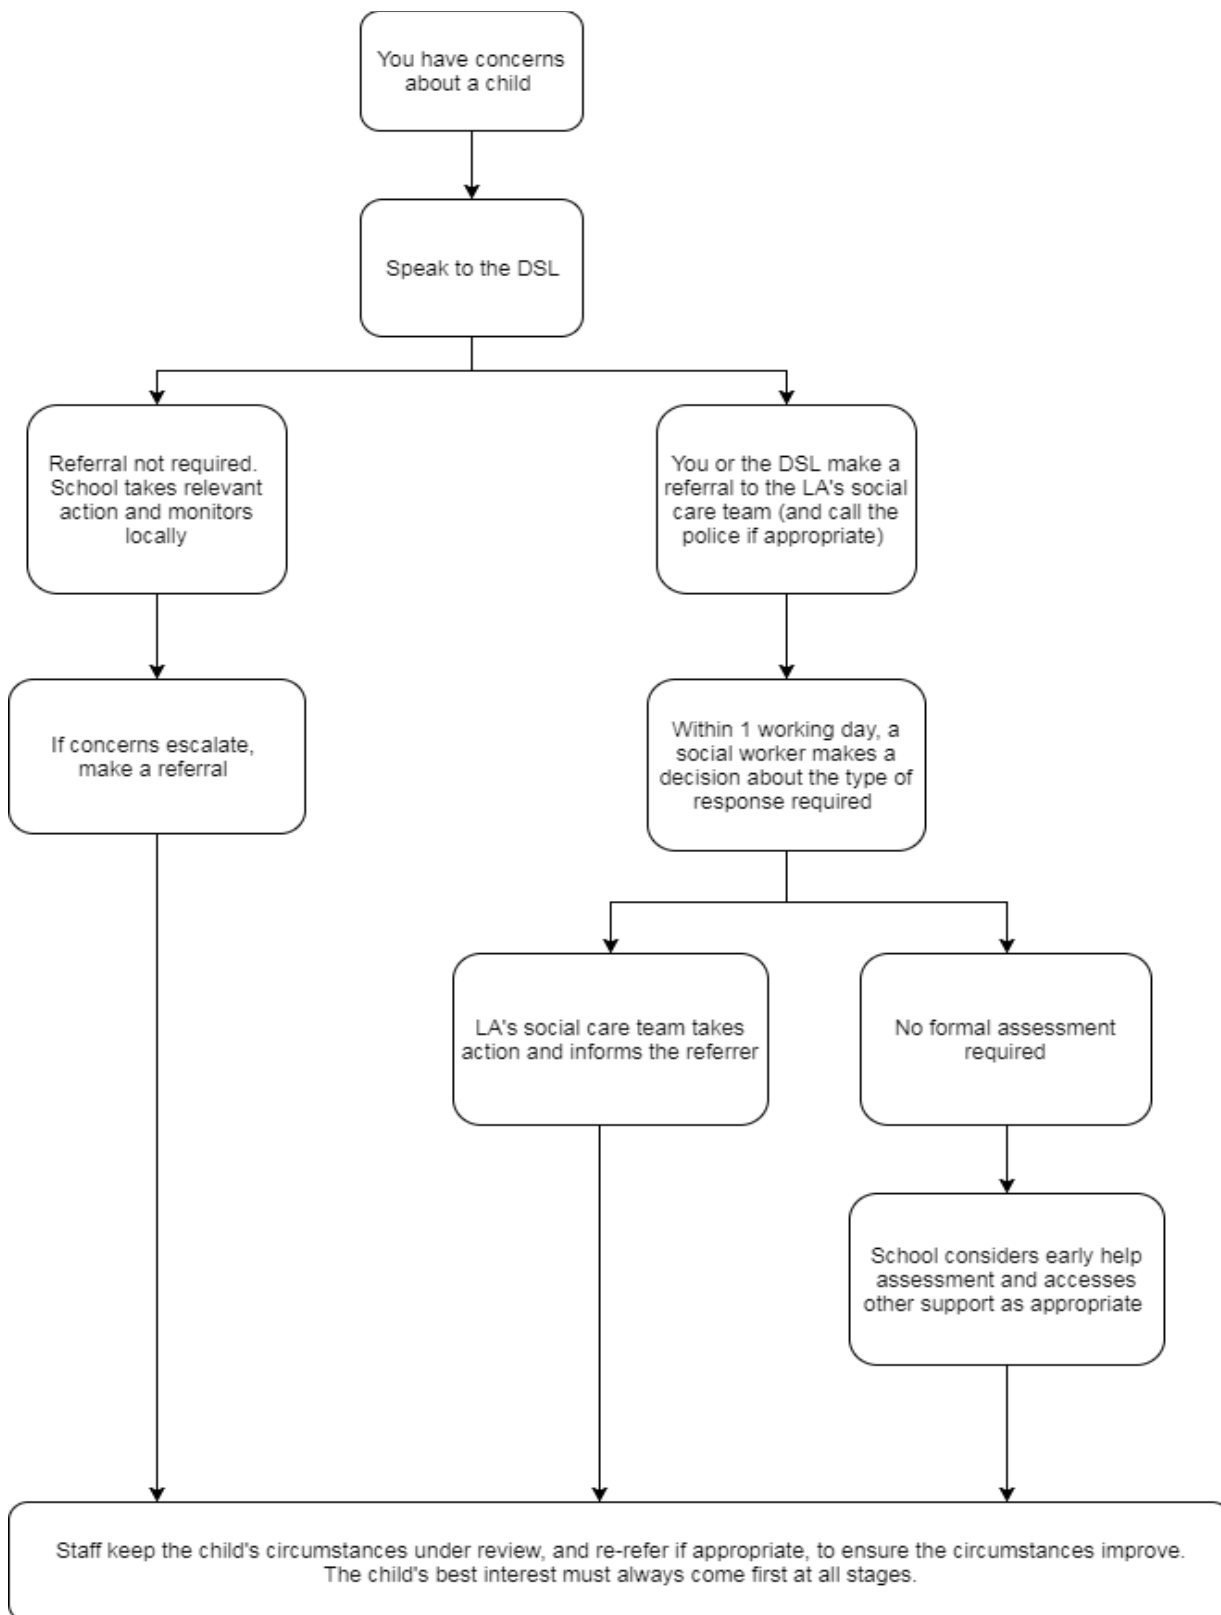 You have concerns
about a child
Speak to the DSL
Referral not required.
School takes relevant
action and monitors
locally
You or the DSL make a
referral to the LA's social
care team (and call the
police if appropriate)
If concerns escalate,
make a referral
Within 1 working day, a
social worker makes a
decision about the type of
response required
LA's social care team takes
action and informs the referrer
No formal assessment
required
School considers early help
assessment and accesses
other support as appropriate
Staff keep the child's circumstances under review, and re-refer if appropriate, to ensure the circumstances improve.
The child's best interest must always come first at all stages.